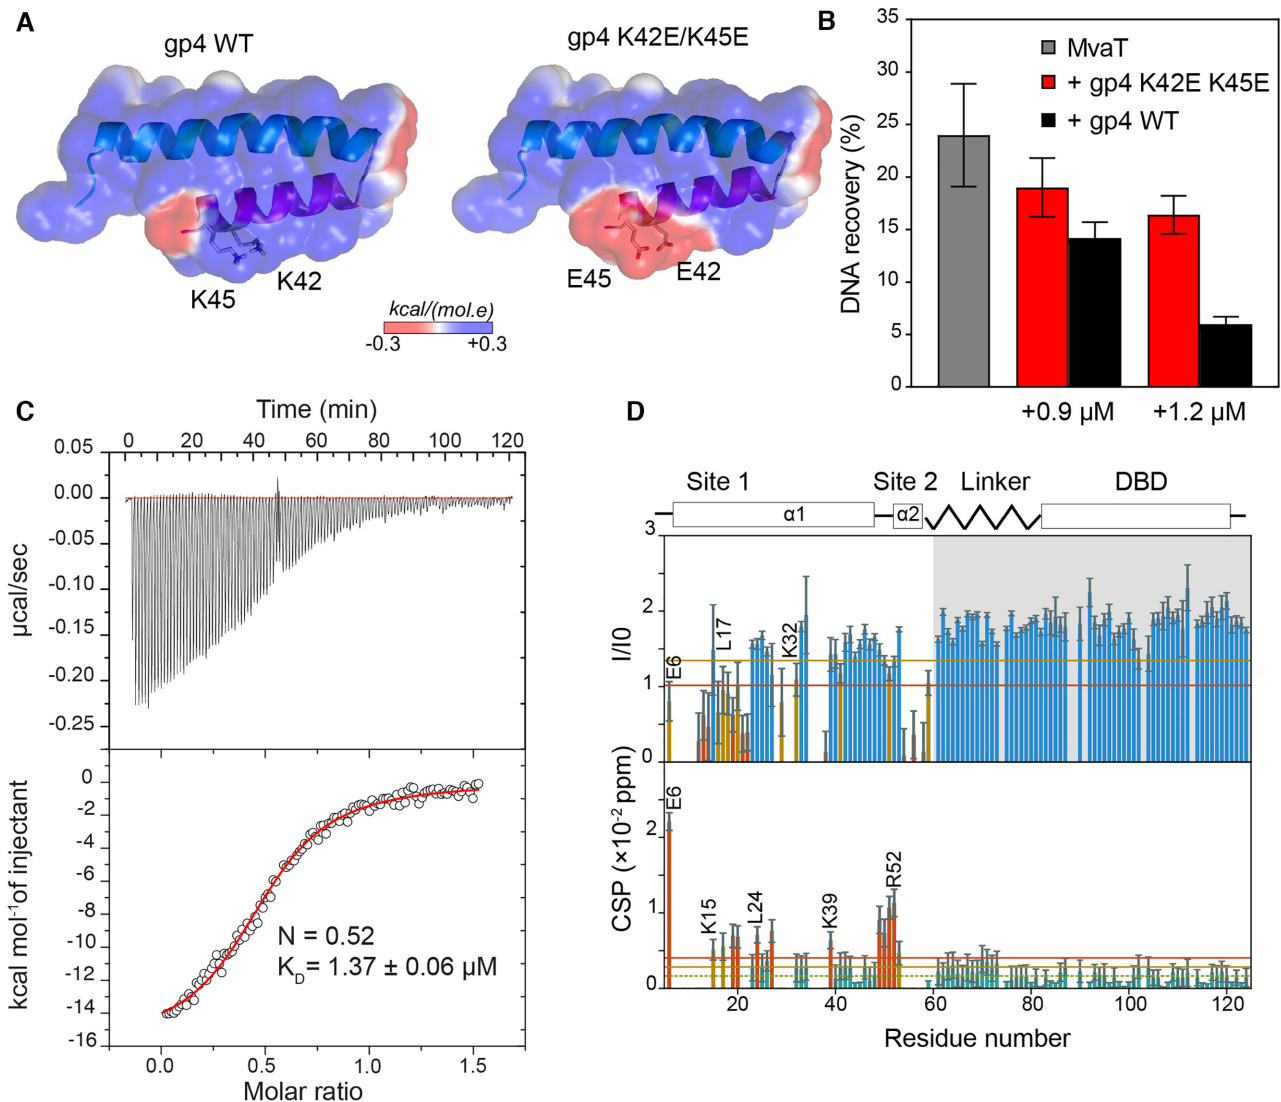 A
gp4 WT
gp4 K42E/K45E
K45
K42
E45
E42
kcal/(mol.e)
-0.3
+0.3
B
DNA recovery (%)
35
30
25
20
15
10
5
0
MvaT
+ gp4 K42E K45E
+ gp4 WT
+0.9 µM
+1.2 µM
C
Time (min)
0 20 40 60 80 100 120
µcal/sec
0.05
0.00
-0.05
-0.10
-0.15
-0.20
-0.25
kcal mol⁻¹of injectant
0
-2
-4
-6
-8
-10
-12
-14
-16
N = 0.52
K_D = 1.37 ± 0.06 µM
0.0 0.5 1.0 1.5
Molar ratio
D
Site 1 Site 2 Linker DBD
α1 α2
I/I0
3
2
1
0
E6
L17
K32
CSP (×10⁻² ppm)
2
1
0
E6
K15
L24
K39
R52
20 40 60 80 100 120
Residue number